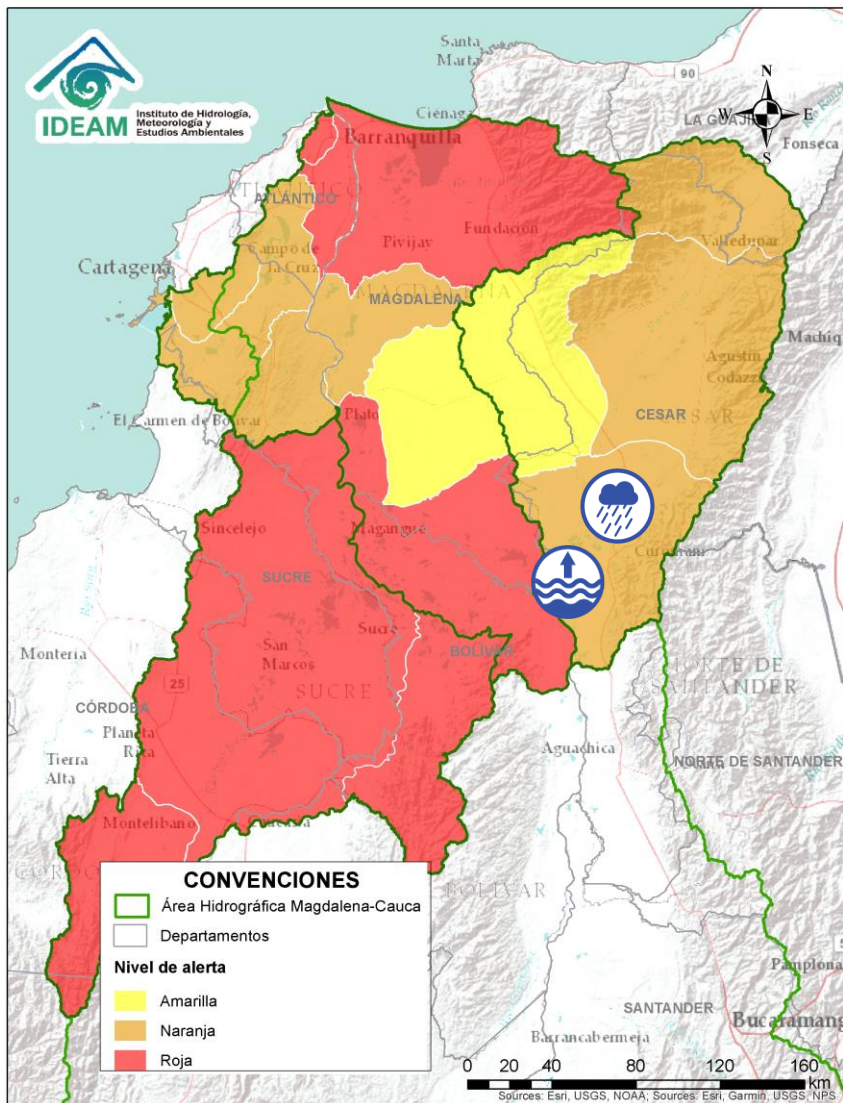 IDEAM
Instituto de Hidrología,
Meteorología y
Estudios Ambientales
Santa
Marta
90
N
W
E
S
LA GUAJI
Fonseca
Ciénaga
Barranquilla
ATLÁNTICO
Fundación
Pivijay
Valledupar
Campo de
la Cruz
Cartagena
MAGDALENA
Machiq
Agustín
Codazzi
El Carmen de Bolívar
Plato
CESAR
Sincelejo
Magangué
SUCRE
Sucre
San
Marcos
BOLÍVAR
SUCRE
Montería
25
CÓRDOBA
Planeta
Rica
Tierra
Alta
NORTE DE
SANTANDER
Aguachica
NORTE DE SANTANDER
Montelíbano
BOLÍVAR
CONVENCIONES
Área Hidrográfica Magdalena-Cauca
Departamentos
Nivel de alerta
Amarilla
Naranja
Roja
Pamplona
SANTANDER
Bucaramang
Barrancabermeja
0 20 40 80 120 160
km
Sources: Esri, USGS, NOAA; Sources: Esri, Garmin, USGS, NPS